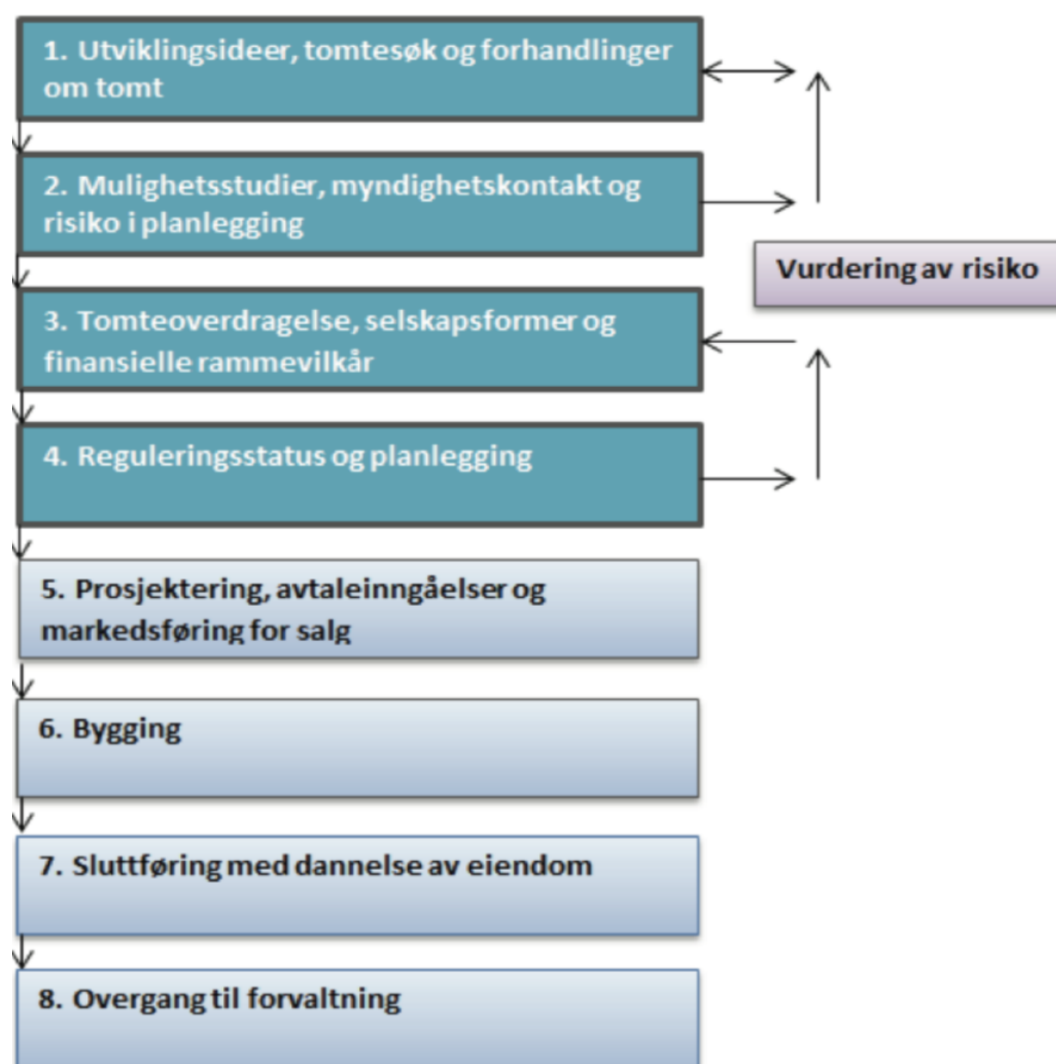 1. Utviklingsideer, tomtesøk og forhandlinger
om tomt
2. Mulighetsstudier, myndighetskontakt og
risiko i planlegging
Vurdering av risiko
3. Tomteoverdragelse, selskapsformer og
finansielle rammevilkår
4. Reguleringsstatus og planlegging
5. Prosjektering, avtaleinngåelser og
markedsføring for salg
6. Bygging
7. Sluttføring med dannelse av eiendom
8. Overgang til forvaltning